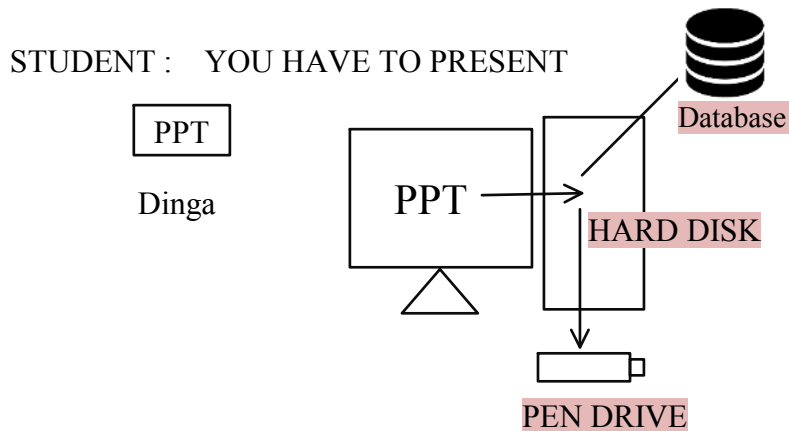 STUDENT : YOU HAVE TO PRESENT
Database
PPT
PPT
Dinga
HARD DISK
PEN DRIVE